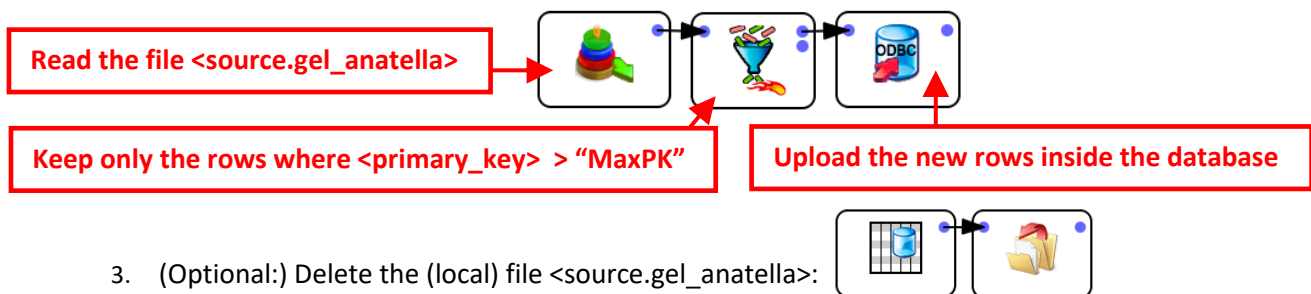 Read the file <source.gel_anatella>
ODBC
Keep only the rows where <primary_key> > “MaxPK”
Upload the new rows inside the database
3. (Optional:) Delete the (local) file <source.gel_anatella>: